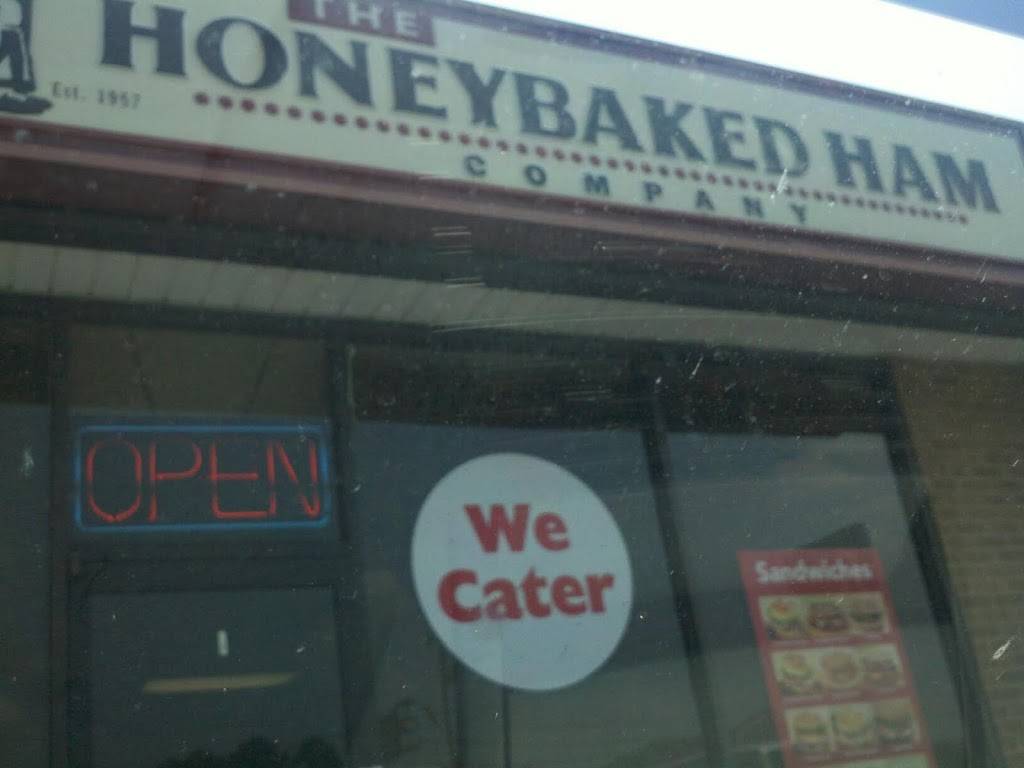 THE
HONEYBAKED HAM
Est. 1957
COMPANY
OPEN
We
Cater
Sandwiches